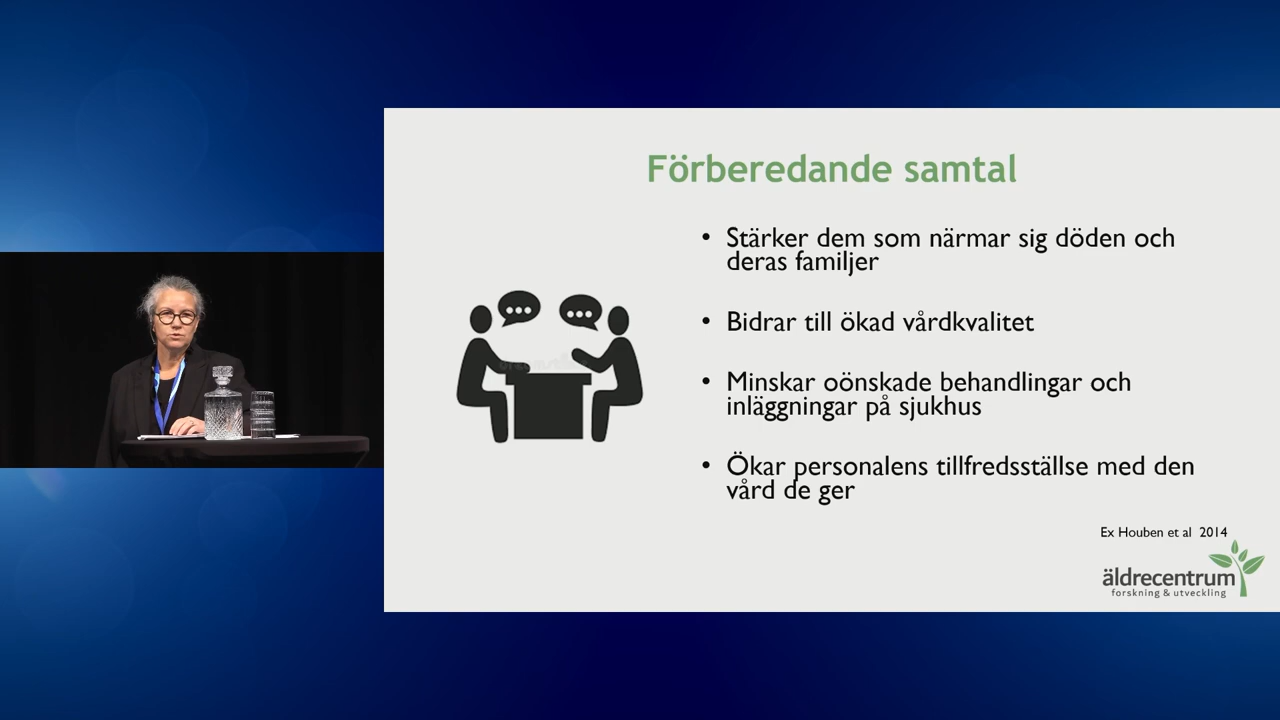 Förberedande samtal
• Stärker dem som närmar sig döden och
deras familjer
• Bidrar till ökad vårdkvalitet
• Minskar oönskade behandlingar och
inläggningar på sjukhus
• Ökar personalens tillfredsställse med den
vård de ger
Ex Houben et al 2014
äldrecentrum
forskning & utveckling